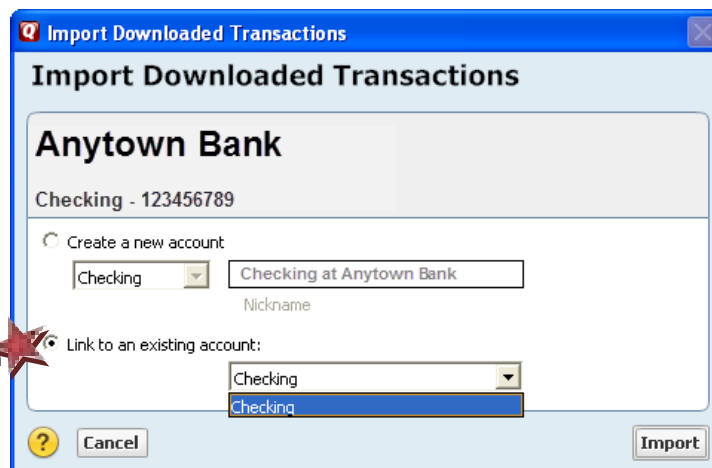 Import Downloaded Transactions
Import Downloaded Transactions
Anytown Bank
Checking - 123456789
Create a new account
Checking Checking at Anytown Bank
Nickname
Link to an existing account:
Checking
Checking
? Cancel Import